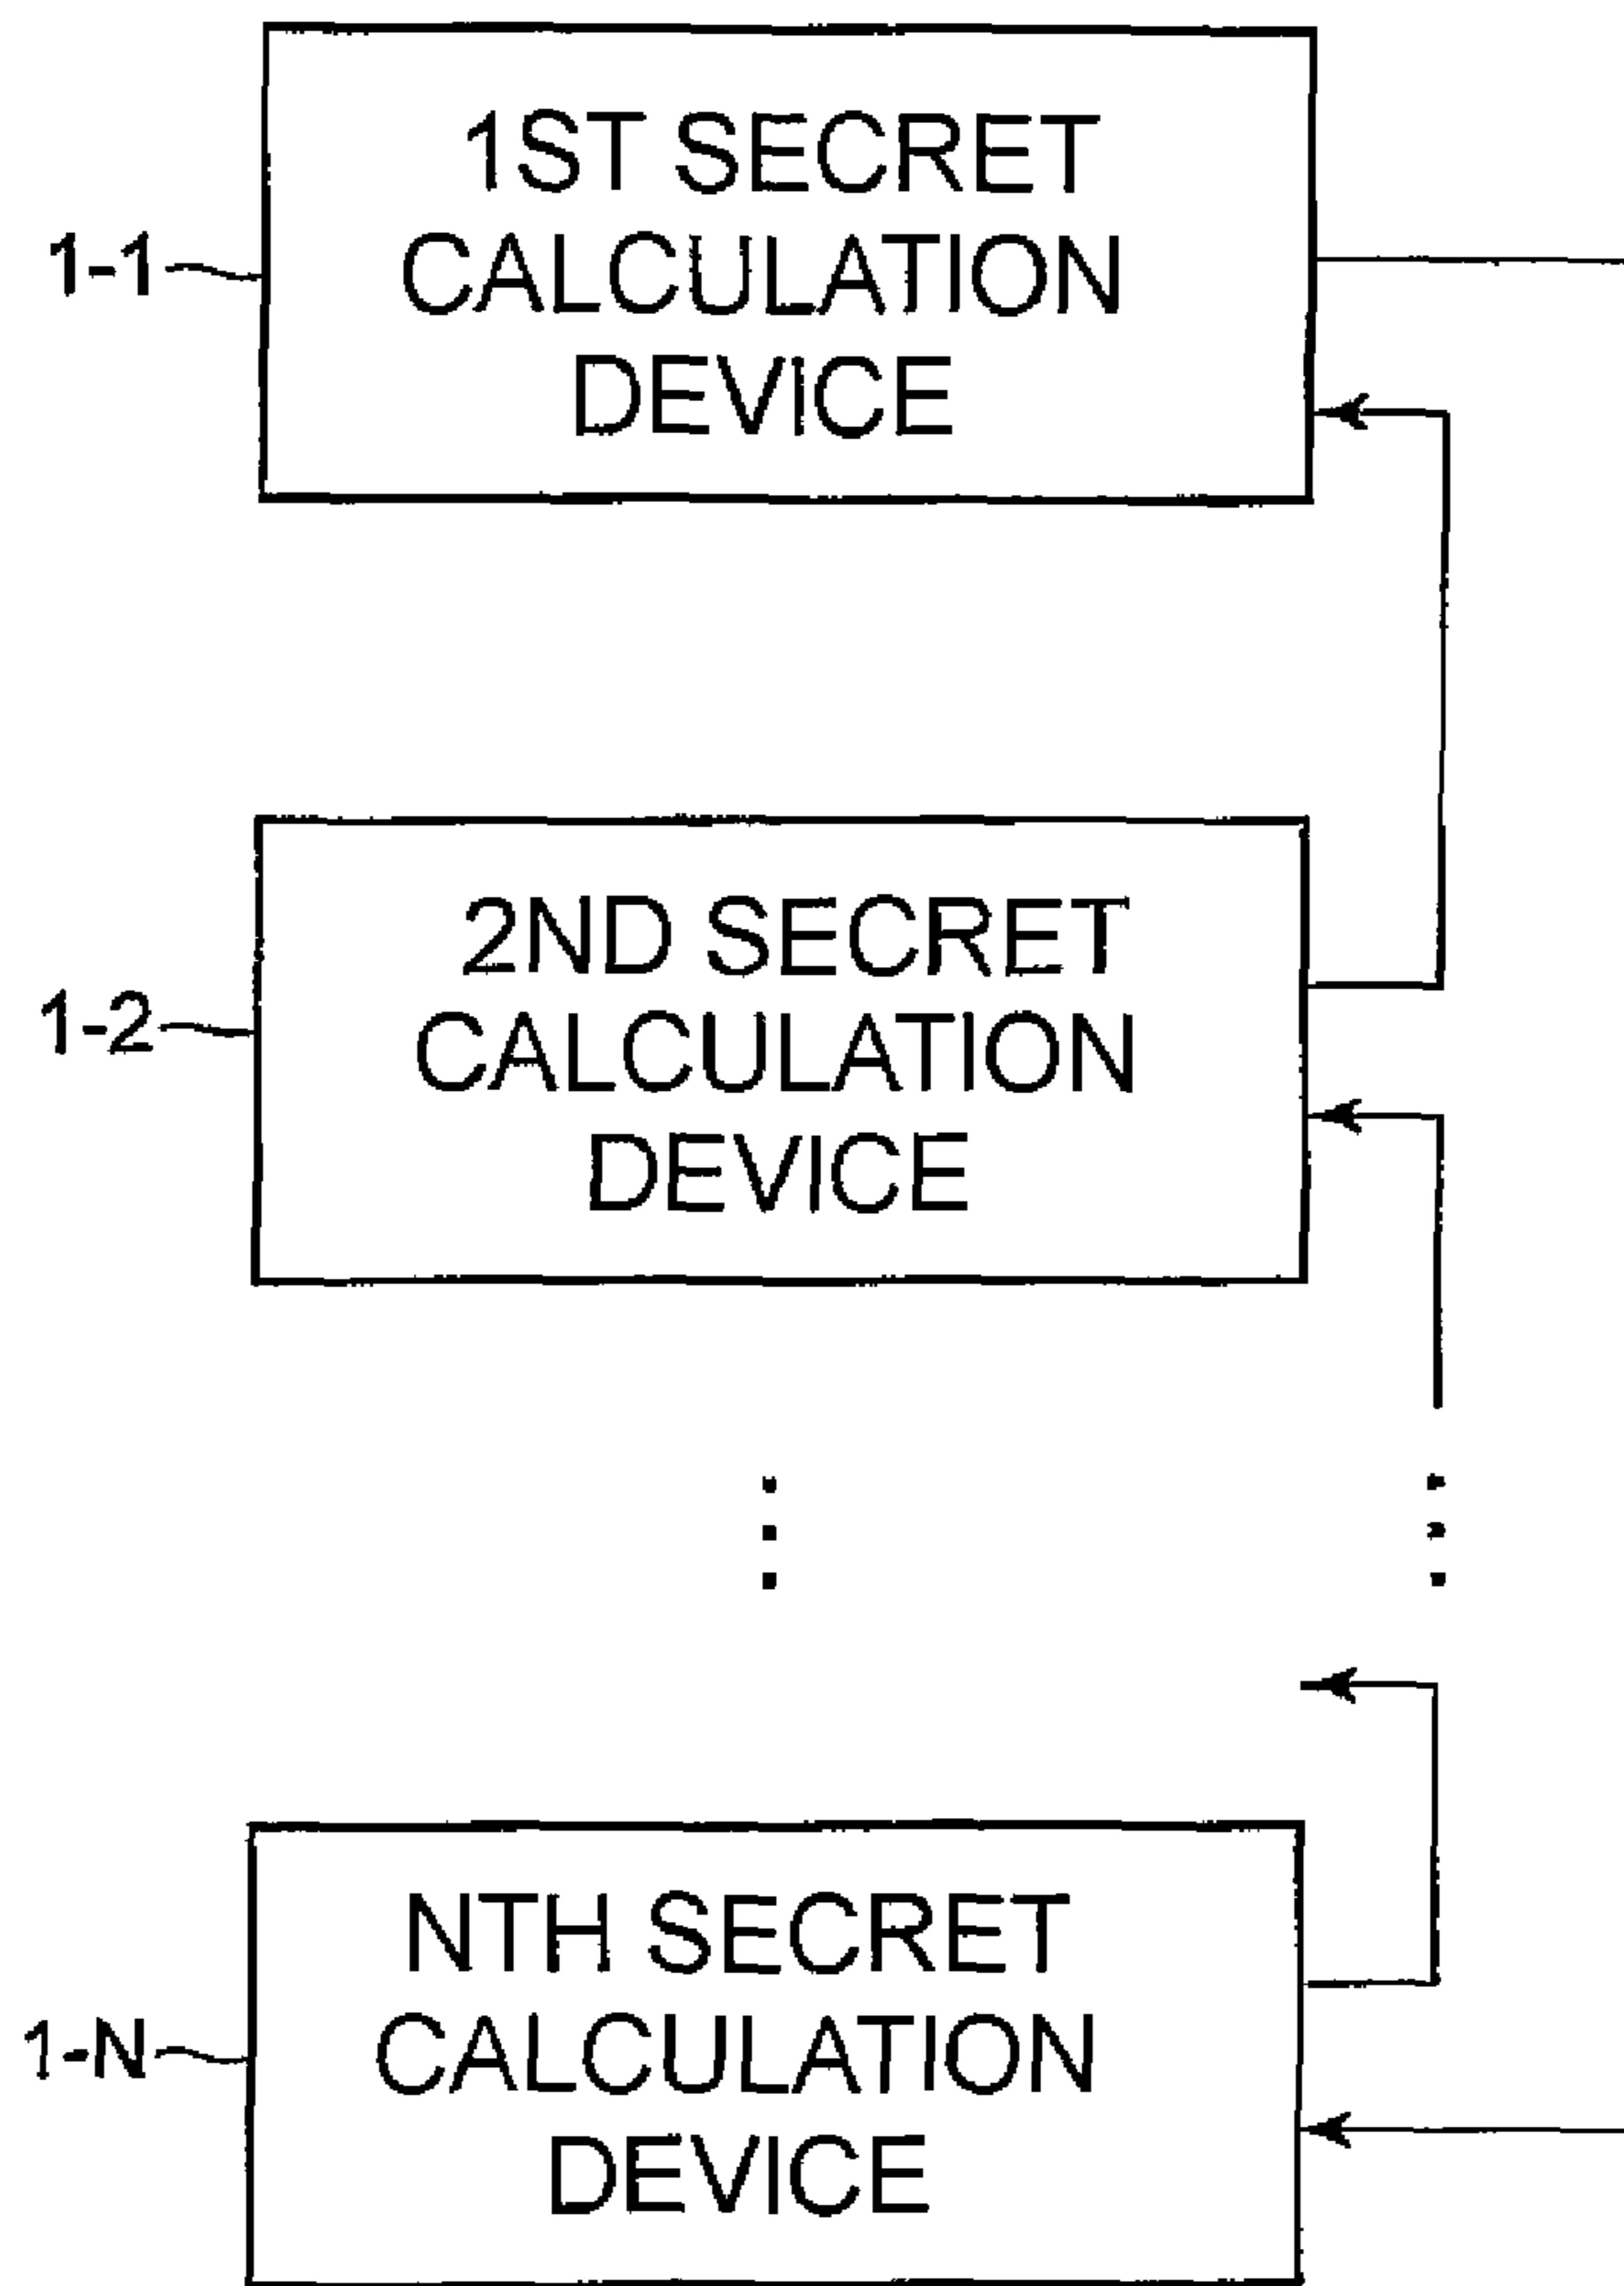 1ST SECRET
CALCULATION
DEVICE
1-1
2ND SECRET
CALCULATION
DEVICE
1-2
NTH SECRET
CALCULATION
DEVICE
1-N